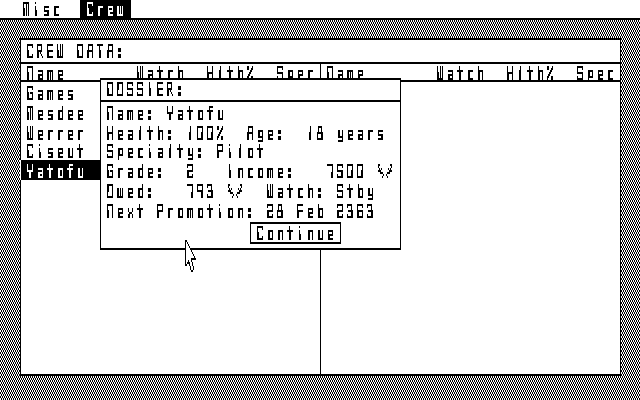 Misc Crew
CREW DATA:
Name Watch Hlth% Spec Name Watch Hlth% Spec
Games
Mesdee
Werrer
Ciseut
Yatofu
DOSSIER:
Name: Yatofu
Health: 100% Age: 18 years
Specialty: Pilot
Grade: 2 Income: 7500
Owed: 793 Watch: Stby
Next Promotion: 28 Feb 2363
Continue